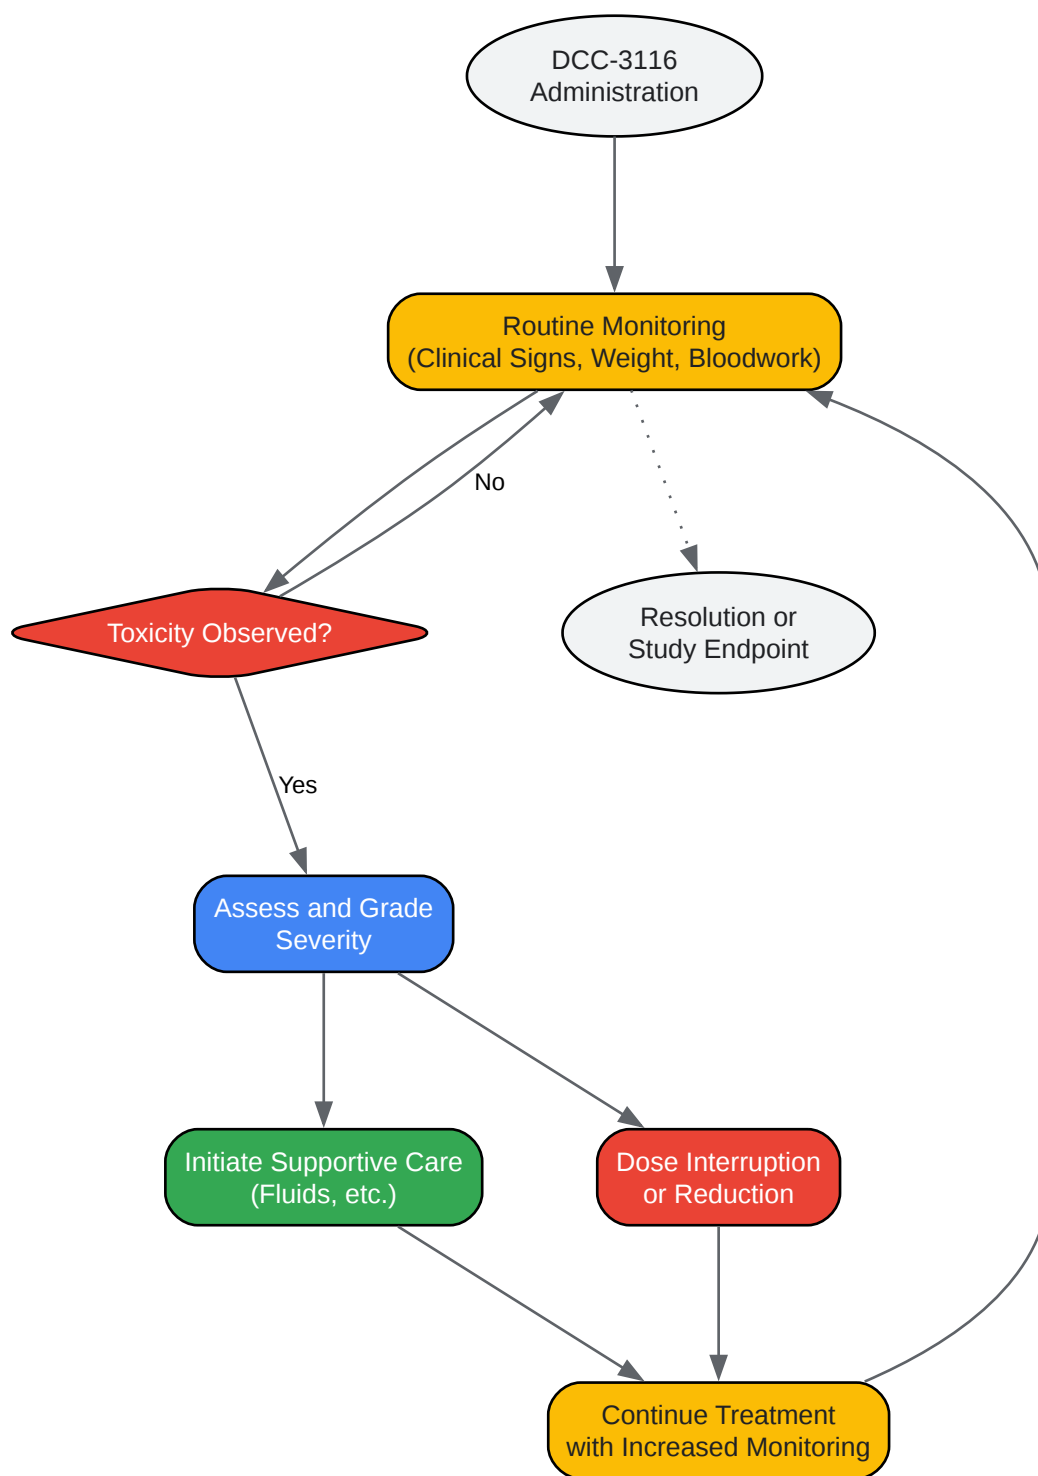 DCC-3116
Administration
Routine Monitoring
(Clinical Signs, Weight, Bloodwork)
No
Toxicity Observed?
Resolution or
Study Endpoint
Yes
Assess and Grade
Severity
Initiate Supportive Care
(Fluids, etc.)
Dose Interruption
or Reduction
Continue Treatment
with Increased Monitoring